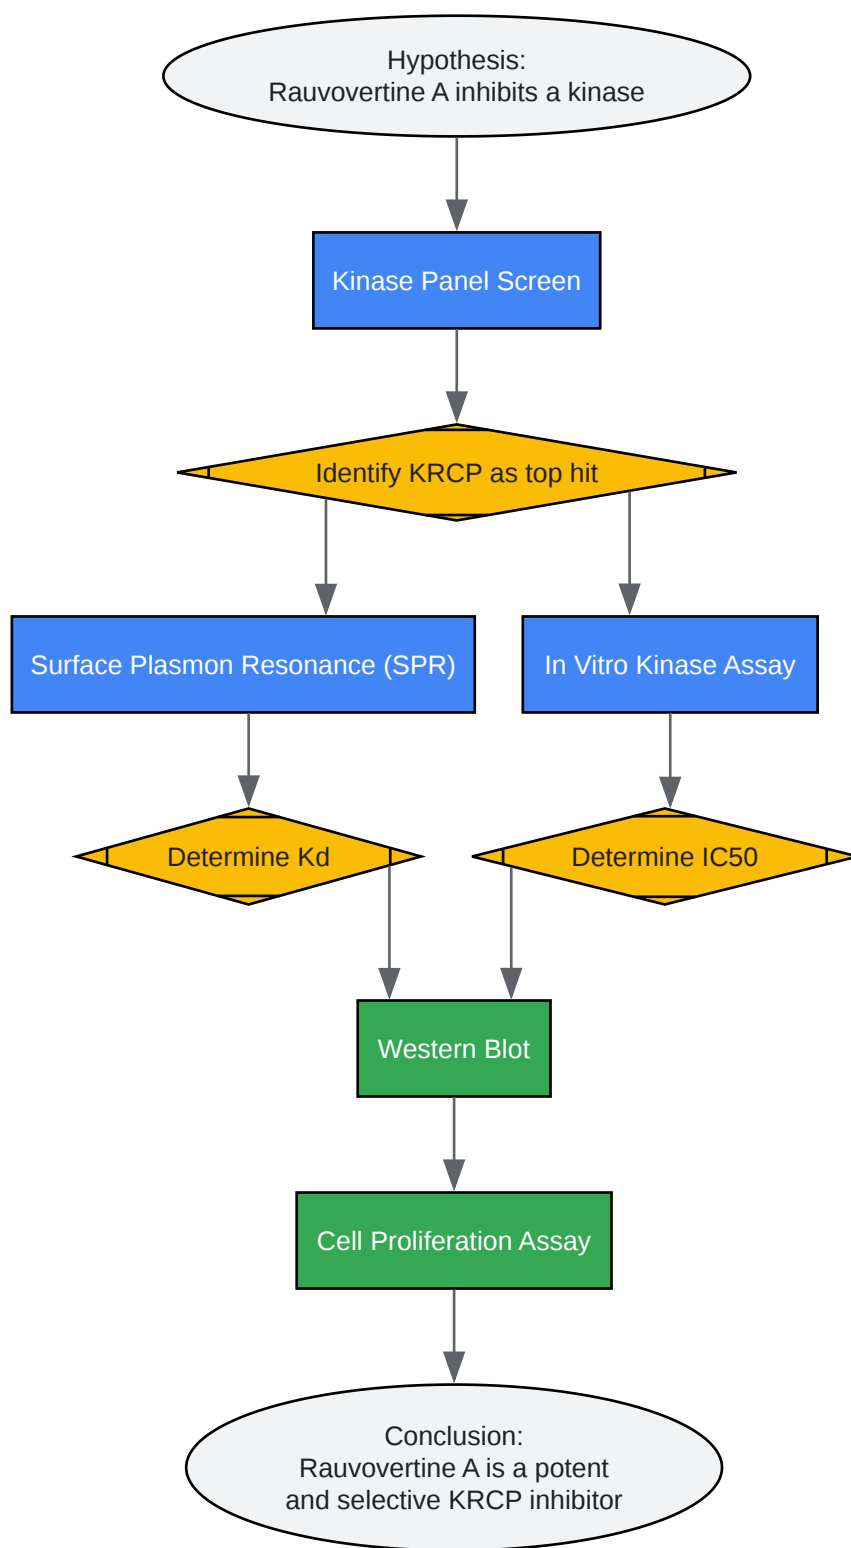 Hypothesis:
Rauvovertine A inhibits a kinase
Kinase Panel Screen
Identify KRCP as top hit
Surface Plasmon Resonance (SPR)
In Vitro Kinase Assay
Determine Kd
Determine IC50
Western Blot
Cell Proliferation Assay
Conclusion:
Rauvovertine A is a potent
and selective KRCP inhibitor